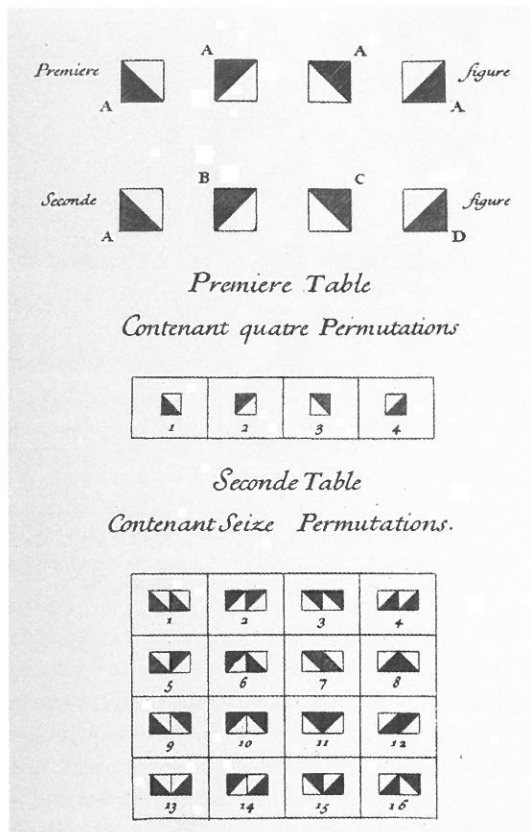 A A
Premiere figure
A A
B C
Seconde figure
A D
Premiere Table
Contenant quatre Permutations
1 2 3 4
Seconde Table
Contenant Seize Permutations.
1 2 3 4
5 6 7 8
9 10 11 12
13 14 15 16